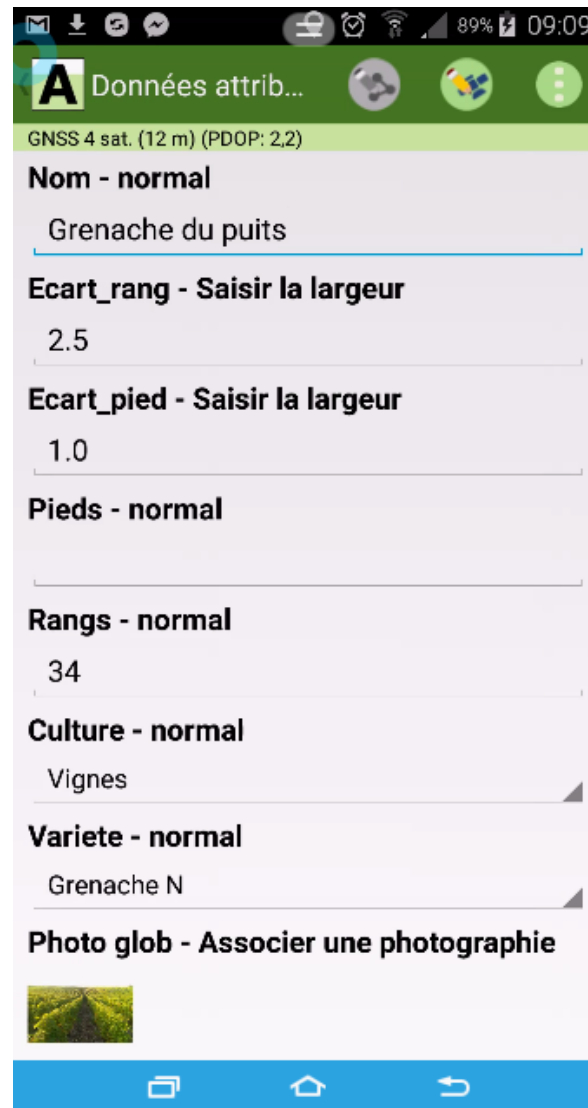 89% 09:09
A Données attrib...
GNSS 4 sat. (12 m) (PDOP: 2,2)
Nom - normal
Grenache du puits
Ecart_rang - Saisir la largeur
2.5
Ecart_pied - Saisir la largeur
1.0
Pieds - normal
Rangs - normal
34
Culture - normal
Vignes
Variete - normal
Grenache N
Photo glob - Associer une photographie